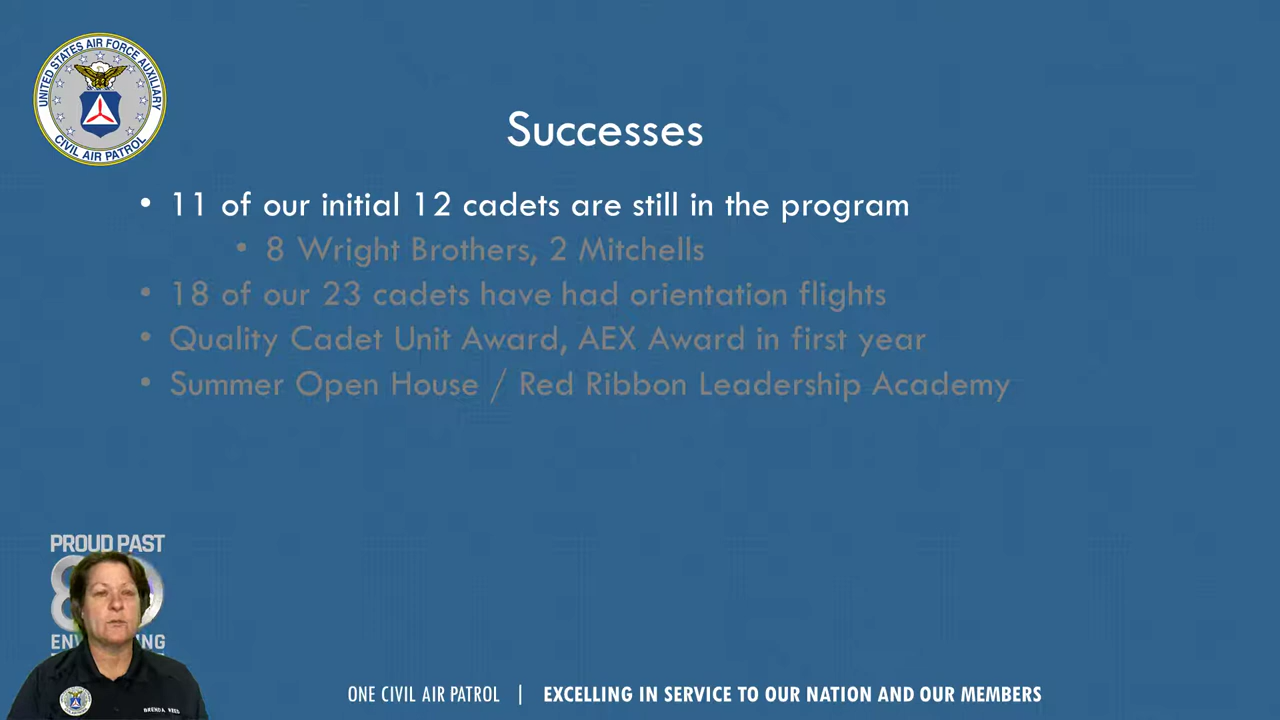 UNITED STATES AIR FORCE AUXILIARY
CIVIL AIR PATROL
Successes
• 11 of our initial 12 cadets are still in the program
• 8 Wright Brothers, 2 Mitchells
• 18 of our 23 cadets have had orientation flights
• Quality Cadet Unit Award, AEX Award in first year
• Summer Open House / Red Ribbon Leadership Academy
PROUD PAST
80
BRENDA
ONE CIVIL AIR PATROL | EXCELLING IN SERVICE TO OUR NATION AND OUR MEMBERS